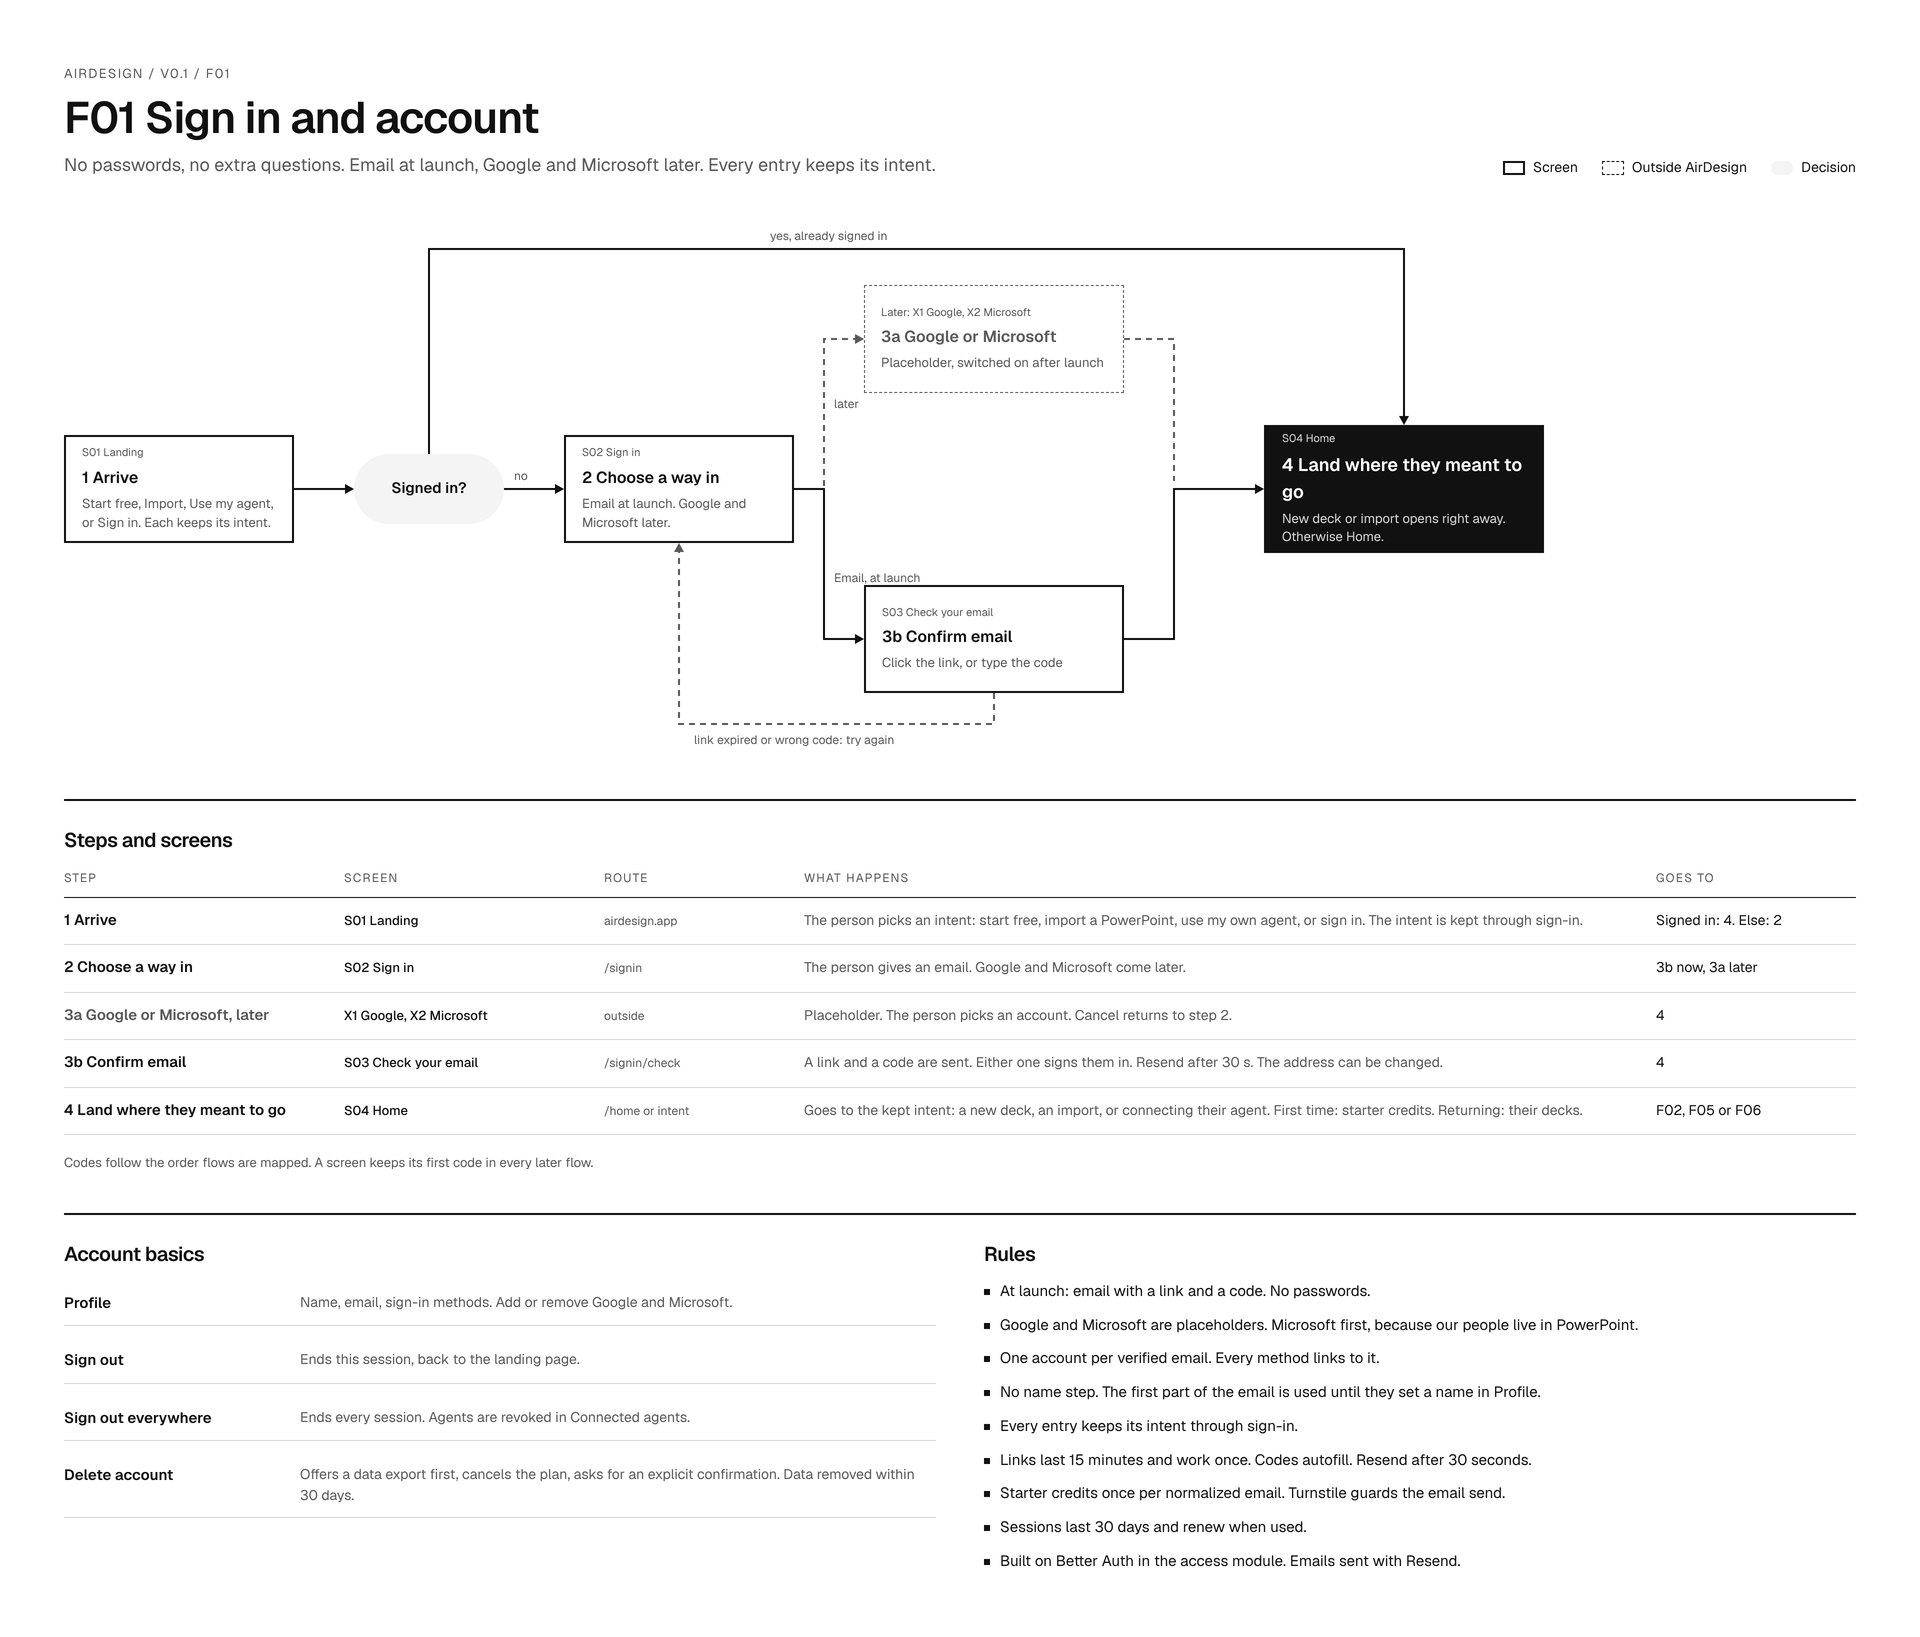 AIRDESIGN / V0.1 / F01
F01 Sign in and account
No passwords, no extra questions. Email at launch, Google and Microsoft later. Every entry keeps its intent.
Screen
Outside AirDesign
Decision
yes, already signed in
Later: X1 Google, X2 Microsoft
3a Google or Microsoft
Placeholder, switched on after launch
later
S01 Landing
1 Arrive
Start free, Import, Use my agent,
or Sign in. Each keeps its intent.
Signed in?
no
S02 Sign in
2 Choose a way in
Email at launch. Google and
Microsoft later.
S04 Home
4 Land where they meant to
go
New deck or import opens right away.
Otherwise Home.
Email, at launch
S03 Check your email
3b Confirm email
Click the link, or type the code
link expired or wrong code: try again
Steps and screens
STEP SCREEN ROUTE WHAT HAPPENS GOES TO
1 Arrive S01 Landing airdesign.app The person picks an intent: start free, import a PowerPoint, use my own agent, or sign in. The intent is kept through sign-in. Signed in: 4. Else: 2
2 Choose a way in S02 Sign in /signin The person gives an email. Google and Microsoft come later. 3b now, 3a later
3a Google or Microsoft, later X1 Google, X2 Microsoft outside Placeholder. The person picks an account. Cancel returns to step 2. 4
3b Confirm email S03 Check your email /signin/check A link and a code are sent. Either one signs them in. Resend after 30 s. The address can be changed. 4
4 Land where they meant to go S04 Home /home or intent Goes to the kept intent: a new deck, an import, or connecting their agent. First time: starter credits. Returning: their decks. F02, F05 or F06
Codes follow the order flows are mapped. A screen keeps its first code in every later flow.
Account basics
Profile Name, email, sign-in methods. Add or remove Google and Microsoft.
Sign out Ends this session, back to the landing page.
Sign out everywhere Ends every session. Agents are revoked in Connected agents.
Delete account Offers a data export first, cancels the plan, asks for an explicit confirmation. Data removed within
30 days.
Rules
At launch: email with a link and a code. No passwords.
Google and Microsoft are placeholders. Microsoft first, because our people live in PowerPoint.
One account per verified email. Every method links to it.
No name step. The first part of the email is used until they set a name in Profile.
Every entry keeps its intent through sign-in.
Links last 15 minutes and work once. Codes autofill. Resend after 30 seconds.
Starter credits once per normalized email. Turnstile guards the email send.
Sessions last 30 days and renew when used.
Built on Better Auth in the access module. Emails sent with Resend.